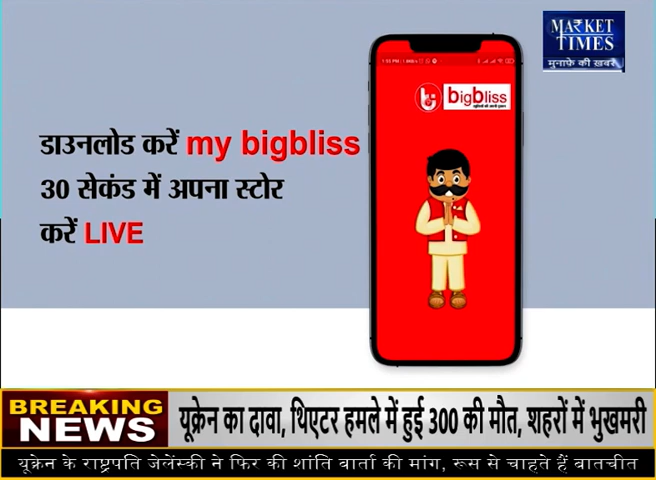 MARKET
TIMES
मुनाफे की ख़बर
bigbliss
डाउनलोड करें my bigbliss
30 सेकंड में अपना स्टोर
करें LIVE
BREAKING
NEWS
यूक्रेन का दावा, थिएटर हमले में हुई 300 की मौत, शहरों में भुखमरी
यूक्रेन के राष्ट्रपति जेलेंस्की ने फिर की शांति वार्ता की मांग, रूस से चाहते हैं बातचीत